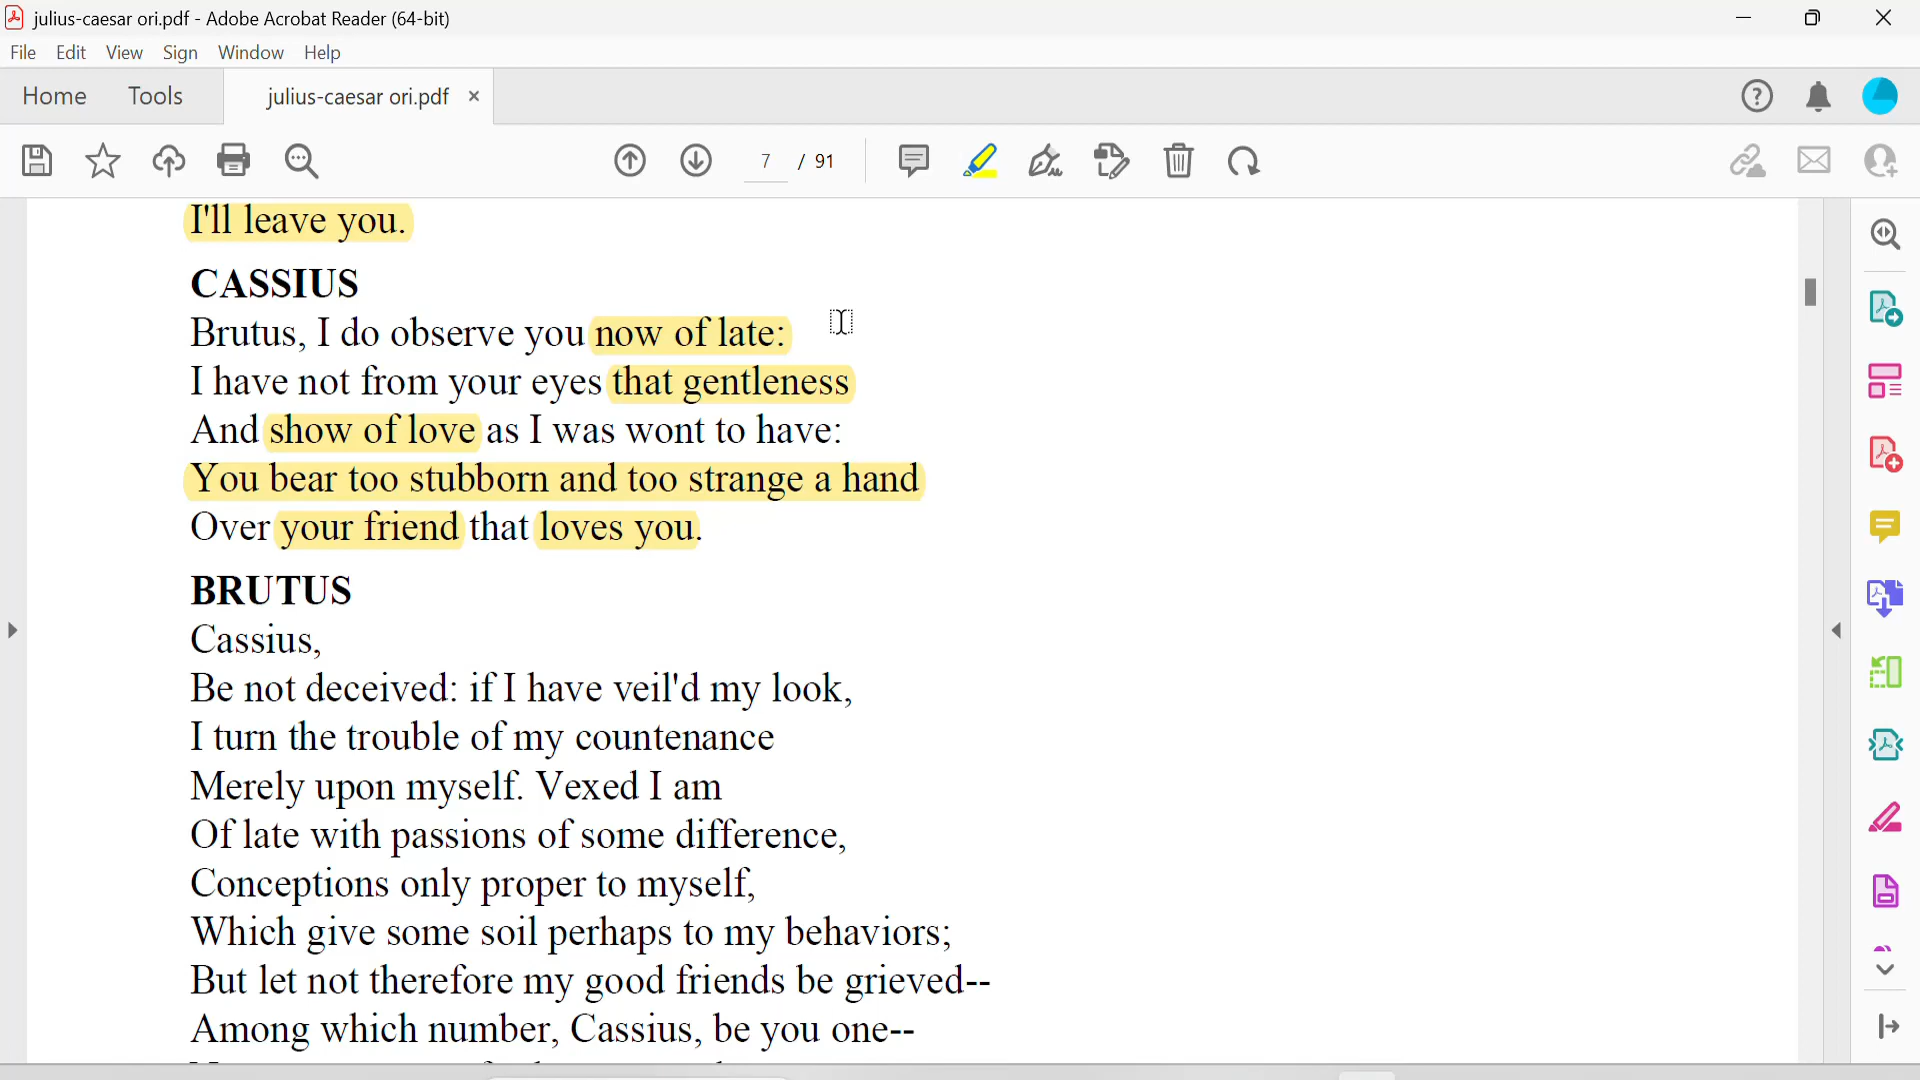 julius-caesar ori.pdf - Adobe Acrobat Reader (64-bit)
File Edit View Sign Window Help
Home Tools julius-caesar ori.pdf ×
7 / 91
I'll leave you.
CASSIUS
Brutus, I do observe you now of late:
I have not from your eyes that gentleness
And show of love as I was wont to have:
You bear too stubborn and too strange a hand
Over your friend that loves you.
BRUTUS
Cassius,
Be not deceived: if I have veil'd my look,
I turn the trouble of my countenance
Merely upon myself. Vexed I am
Of late with passions of some difference,
Conceptions only proper to myself,
Which give some soil perhaps to my behaviors;
But let not therefore my good friends be grieved--
Among which number, Cassius, be you one--